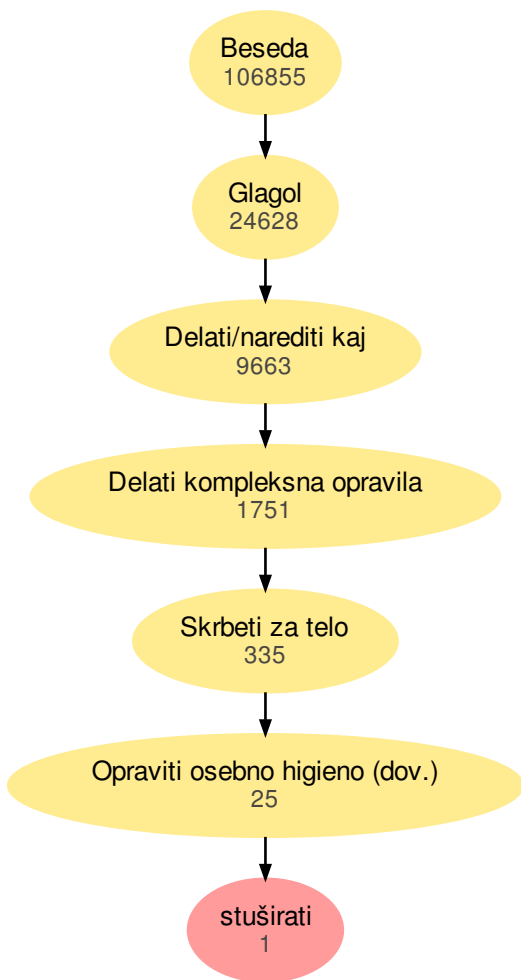 Beseda
106855
Glagol
24628
Delati/narediti kaj
9663
Delati kompleksna opravila
1751
Skrbeti za telo
335
Opraviti osebno higieno (dov.)
25
stuširati
1